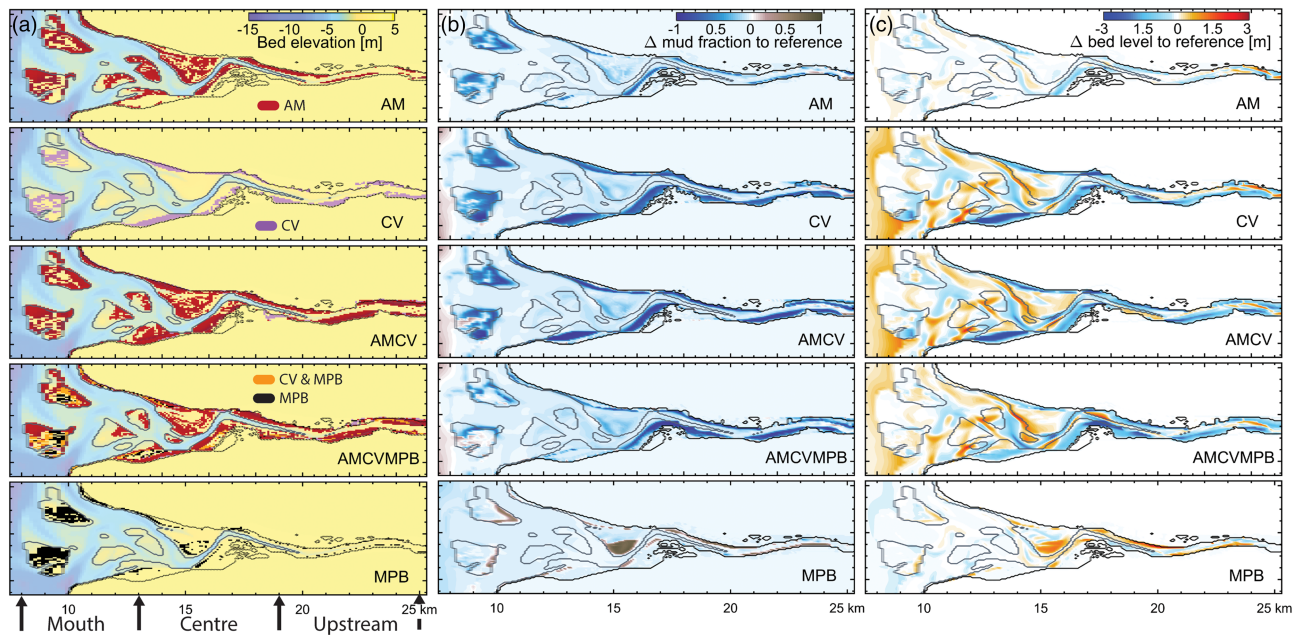 (a)
-15 -10 -5 0 5
Bed elevation [m]
AM
AM
CV
CV
AMCV
CV & MPB
MPB
AMCVMPB
MPB
10 15 20 25 km
Mouth Centre Upstream
(b)
-1 0.5 0 0.5 1
Δ mud fraction to reference
AM
CV
AMCV
AMCVMPB
MPB
10 15 20 25 km
(c)
-3 -1.5 0 1.5 3
Δ bed level to reference [m]
AM
CV
AMCV
AMCVMPB
MPB
10 15 20 25 km